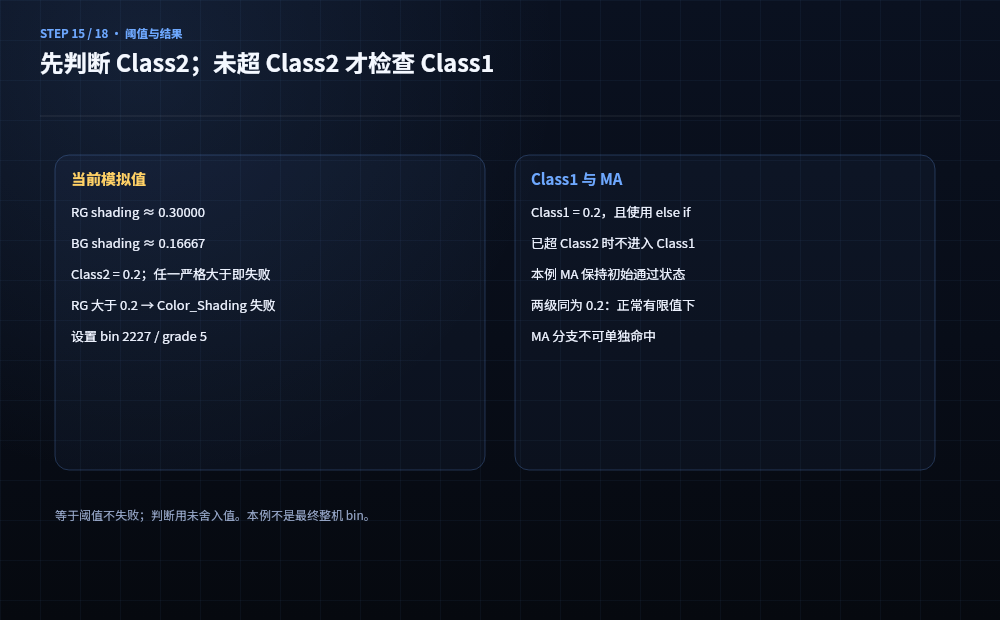 STEP 15 / 18 • 阈值与结果
先判断 Class2；未超 Class2 才检查 Class1
当前模拟值
RG shading ≈ 0.30000
BG shading ≈ 0.16667
Class2 = 0.2；任一严格大于即失败
RG 大于 0.2 → Color_Shading 失败
设置 bin 2227 / grade 5
Class1 与 MA
Class1 = 0.2，且使用 else if
已超 Class2 时不进入 Class1
本例 MA 保持初始通过状态
两级同为 0.2：正常有限值下
MA 分支不可单独命中
等于阈值不失败；判断用未舍入值。本例不是最终整机 bin。